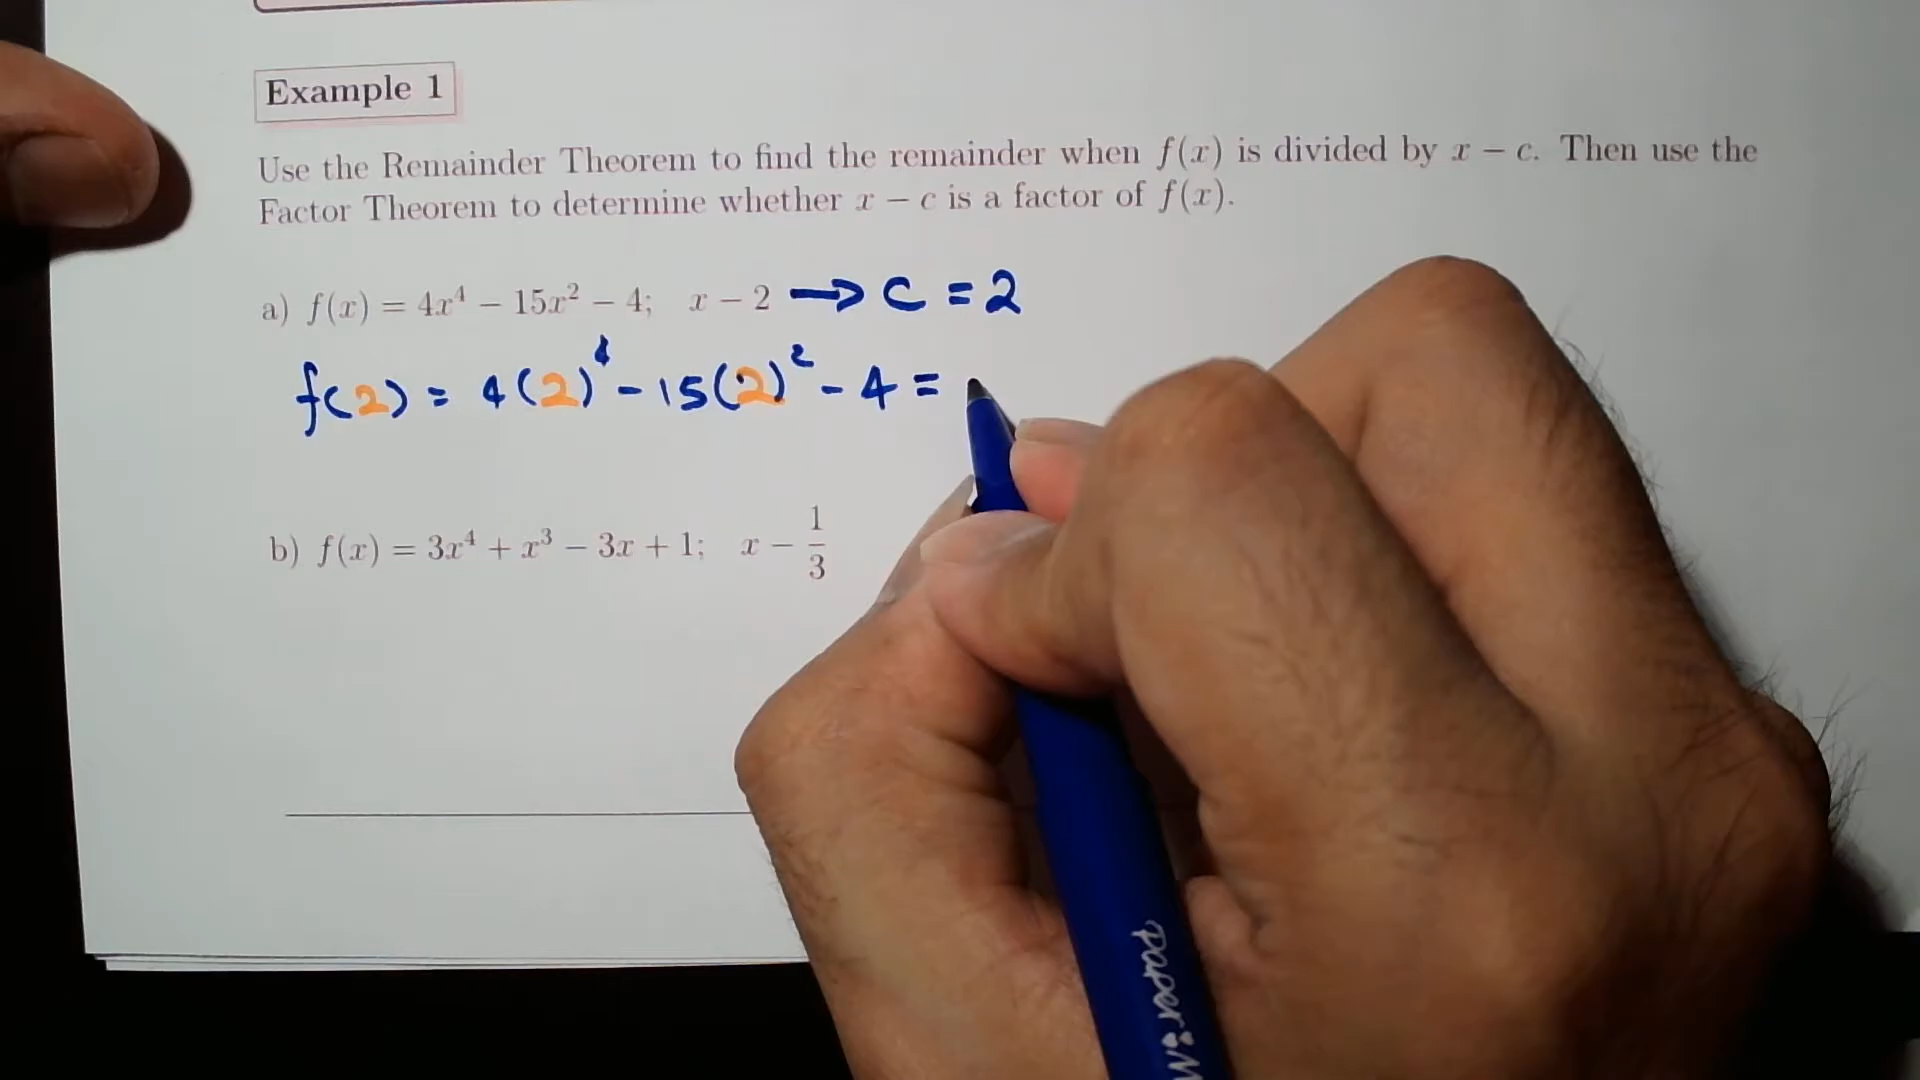 Example 1
Use the Remainder Theorem to find the remainder when f(x) is divided by x − c. Then use the
Factor Theorem to determine whether x − c is a factor of f(x).
a) f(x) = 4x⁴ − 15x² − 4; x − 2 → c = 2
f(2) = 4(2)⁴ - 15(2)² - 4 =
b) f(x) = 3x⁴ + x³ − 3x + 1; x − 1/3
paper:M